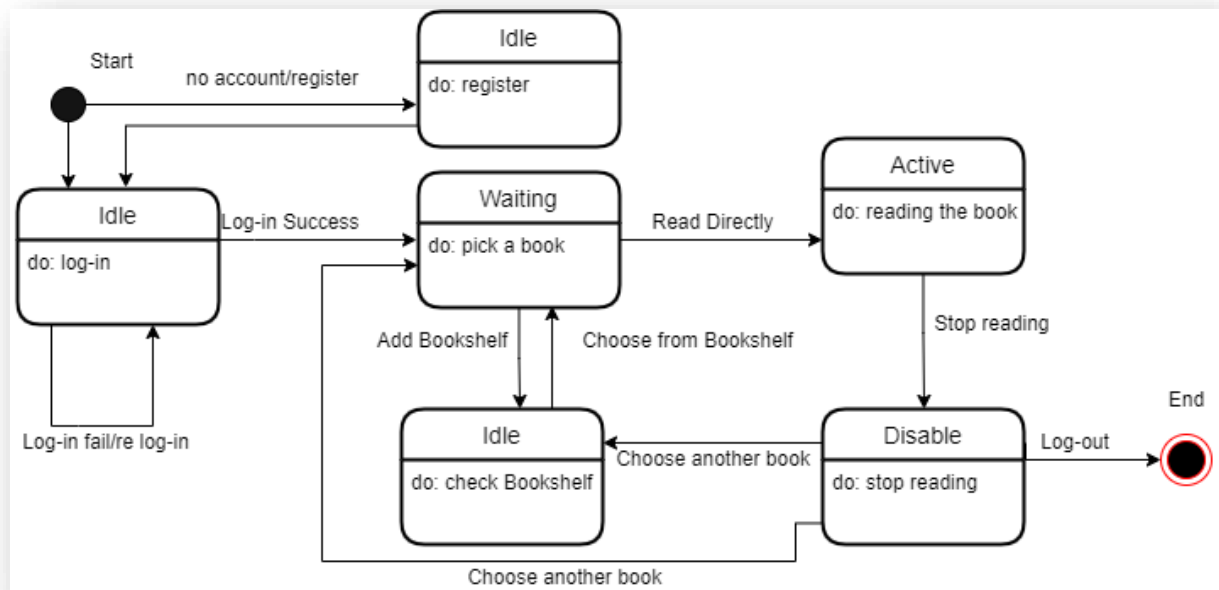 Idle
Start
no account/register
do: register
Active
Idle
Waiting
Log-in Success
Read Directly
do: reading the book
do: log-in
do: pick a book
Stop reading
Add Bookshelf
Choose from Bookshelf
End
Log-in fail/re log-in
Idle
Disable
Log-out
Choose another book
do: check Bookshelf
do: stop reading
Choose another book